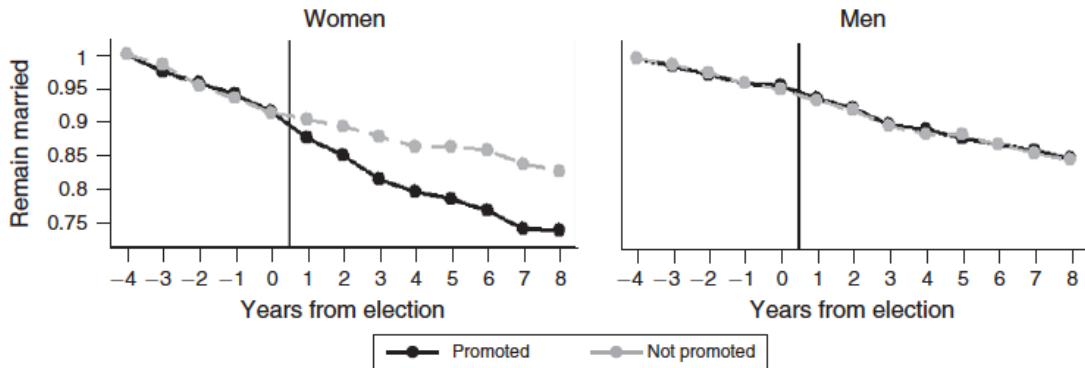 Women
Men
Remain married
1
0.95
0.9
0.85
0.8
0.75
−4 −3 −2 −1 0 1 2 3 4 5 6 7 8
−4 −3 −2 −1 0 1 2 3 4 5 6 7 8
Years from election
Years from election
Promoted
Not promoted